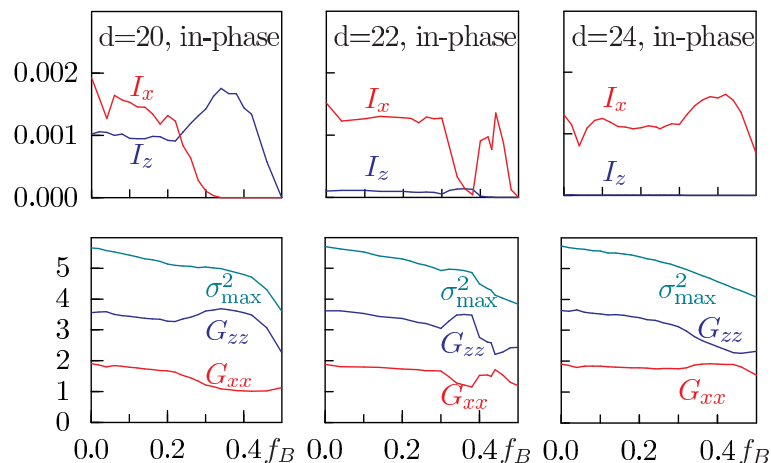 d=20, in-phase d=22, in-phase d=24, in-phase
0.002
I_x I_x I_x
0.001
I_z I_z I_z
0.000
5
σ²_max σ²_max σ²_max
4
3
G_zz G_zz G_zz
2
1
G_xx G_xx G_xx
0
0.0 0.2 0.4 f_B 0.0 0.2 0.4 f_B 0.0 0.2 0.4 f_B